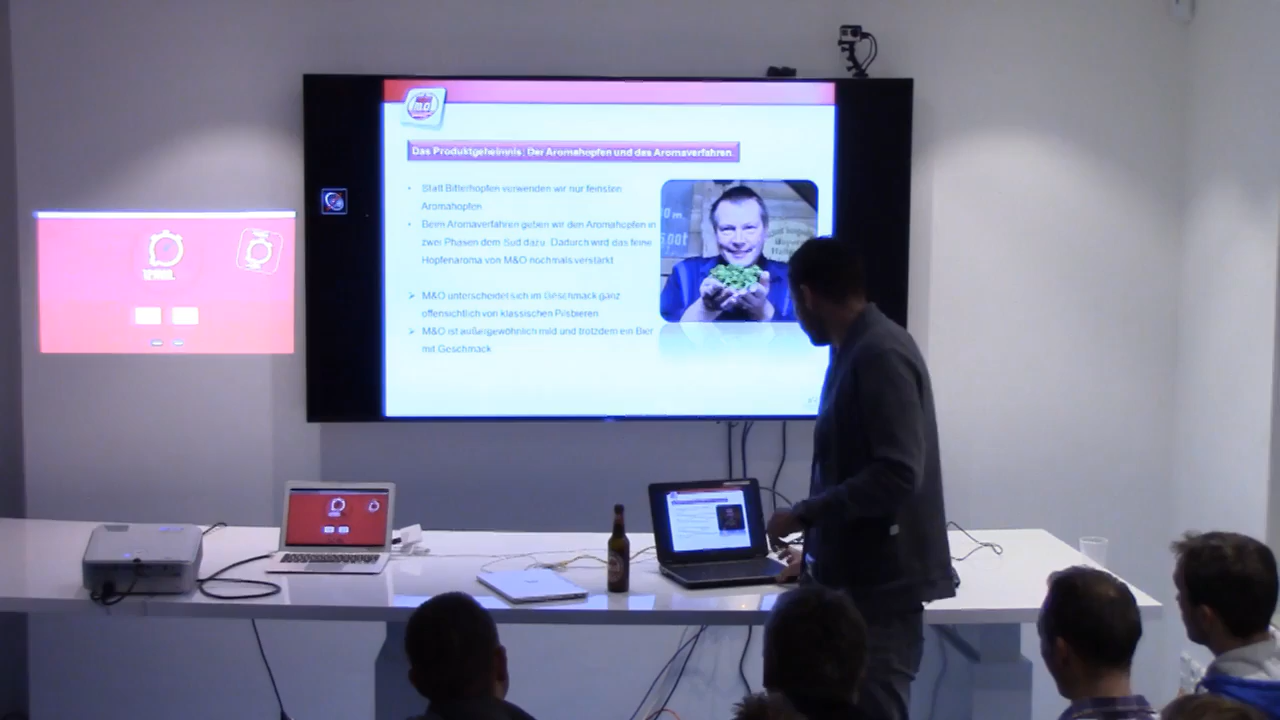 m&o
Das Produktgeheimnis: Der Aromahopfen und das Aromaverfahren.
Statt Bitterhopfen verwenden wir nur feinsten
Aromahopfen
Beim Aromaverfahren geben wir den Aromahopfen in
zwei Phasen dem Sud dazu. Dadurch wird das feine
Hopfenaroma von M&O nochmals verstärkt
M&O unterscheidet sich im Geschmack ganz
offensichtlich von klassischen Pilsbieren
M&O ist außergewöhnlich mild und trotzdem ein Bier
mit Geschmack